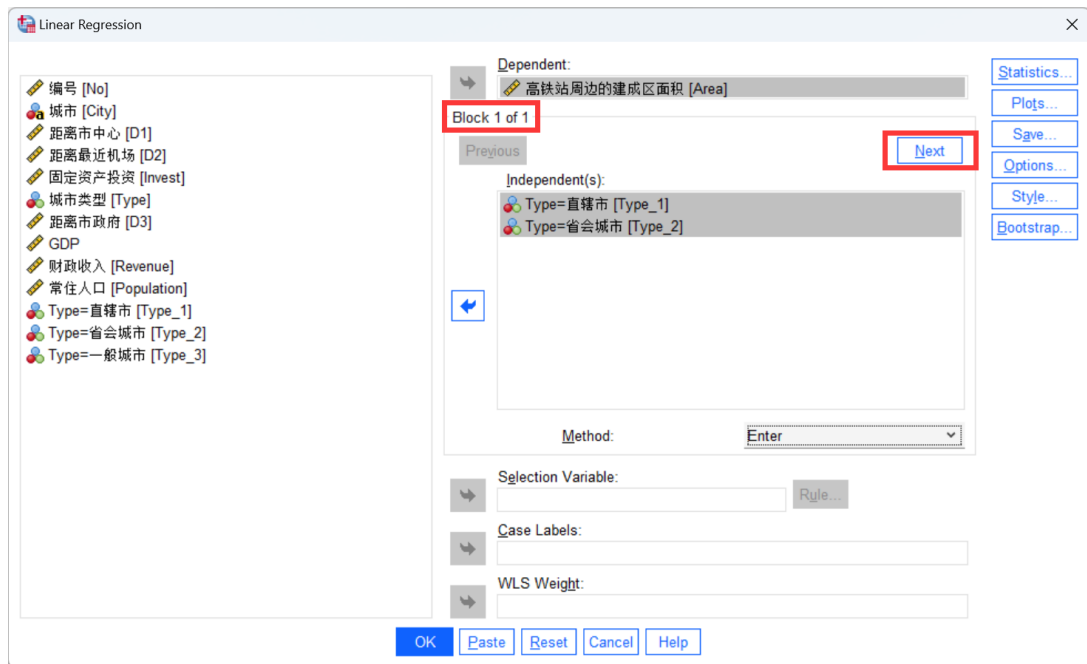 Linear Regression
编号 [No]
城市 [City]
距离市中心 [D1]
距离最近机场 [D2]
固定资产投资 [Invest]
城市类型 [Type]
距离市政府 [D3]
GDP
财政收入 [Revenue]
常住人口 [Population]
Type=直辖市 [Type_1]
Type=省会城市 [Type_2]
Type=一般城市 [Type_3]
Dependent:
高铁站周边的建成区面积 [Area]
Block 1 of 1
Previous
Next
Independent(s):
Type=直辖市 [Type_1]
Type=省会城市 [Type_2]
Method:
Enter
Selection Variable:
Rule...
Case Labels:
WLS Weight:
Statistics...
Plots...
Save...
Options...
Style...
Bootstrap...
OK
Paste
Reset
Cancel
Help